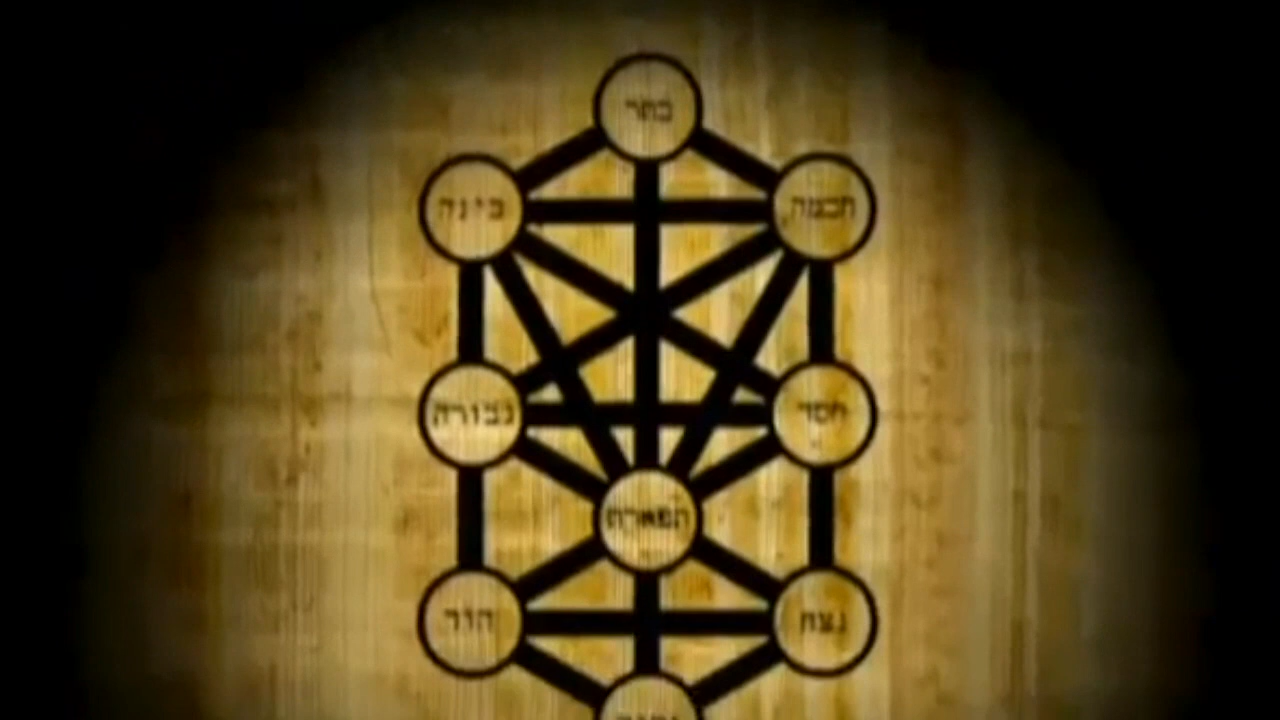 כתר
חכמה
בינה
חסד
גבורה
תפארת
נצח
הוד